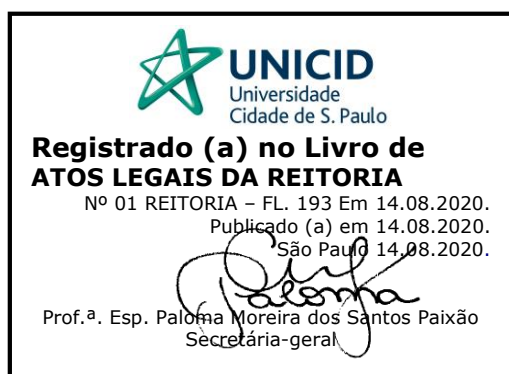 UNICID
Universidade
Cidade de S. Paulo
Registrado (a) no Livro de
ATOS LEGAIS DA REITORIA
Nº 01 REITORIA – FL. 193 Em 14.08.2020.
Publicado (a) em 14.08.2020.
São Paulo 14.08.2020.
Paloma
Prof.ª. Esp. Paloma Moreira dos Santos Paixão
Secretária-geral